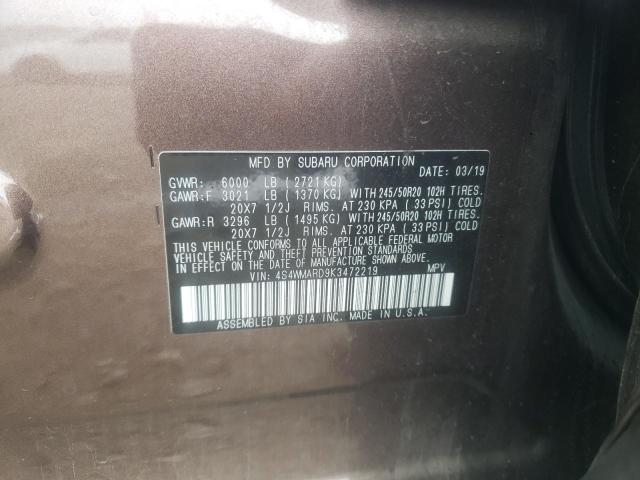 MFD BY SUBARU CORPORATION
DATE: 03/19
GVWR: 6000 LB (2721KG)
GAWR:F 3021 LB (1370 KG) WITH 245/50R20 102H TIRES.
20X7 1/2J RIMS. AT 230 KPA (33 PSI) COLD
GAWR:R 3296 LB (1495 KG) WITH 245/50R20 102H TIRES.
20X7 1/2J RIMS. AT 230 KPA (33 PSI) COLD
THIS VEHICLE CONFORMS TO ALL APPLICABLE FEDERAL MOTOR
VEHICLE SAFETY AND THEFT PREVENTION STANDARDS
IN EFFECT ON THE DATE OF MANUFACTURE SHOWN ABOVE.
VIN: 4S4WMARD9K3472219 MPV
ASSEMBLED BY SIA INC. MADE IN U.S.A.